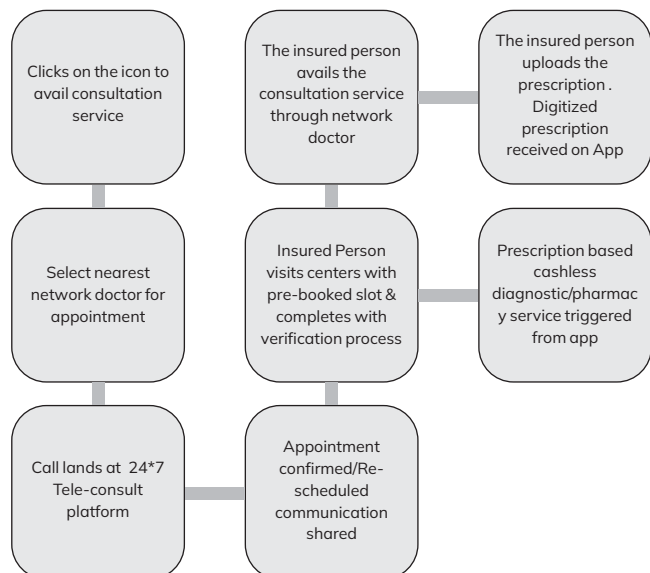 Clicks on the icon to
avail consultation
service
Select nearest
network doctor for
appointment
Call lands at 24*7
Tele-consult
platform
Appointment
confirmed/Re-
scheduled
communication
shared
Insured Person
visits centers with
pre-booked slot &
completes with
verification process
The insured person
avails the
consultation service
through network
doctor
The insured person
uploads the
prescription .
Digitized
prescription
received on App
Prescription based
cashless
diagnostic/pharmac
y service triggered
from app